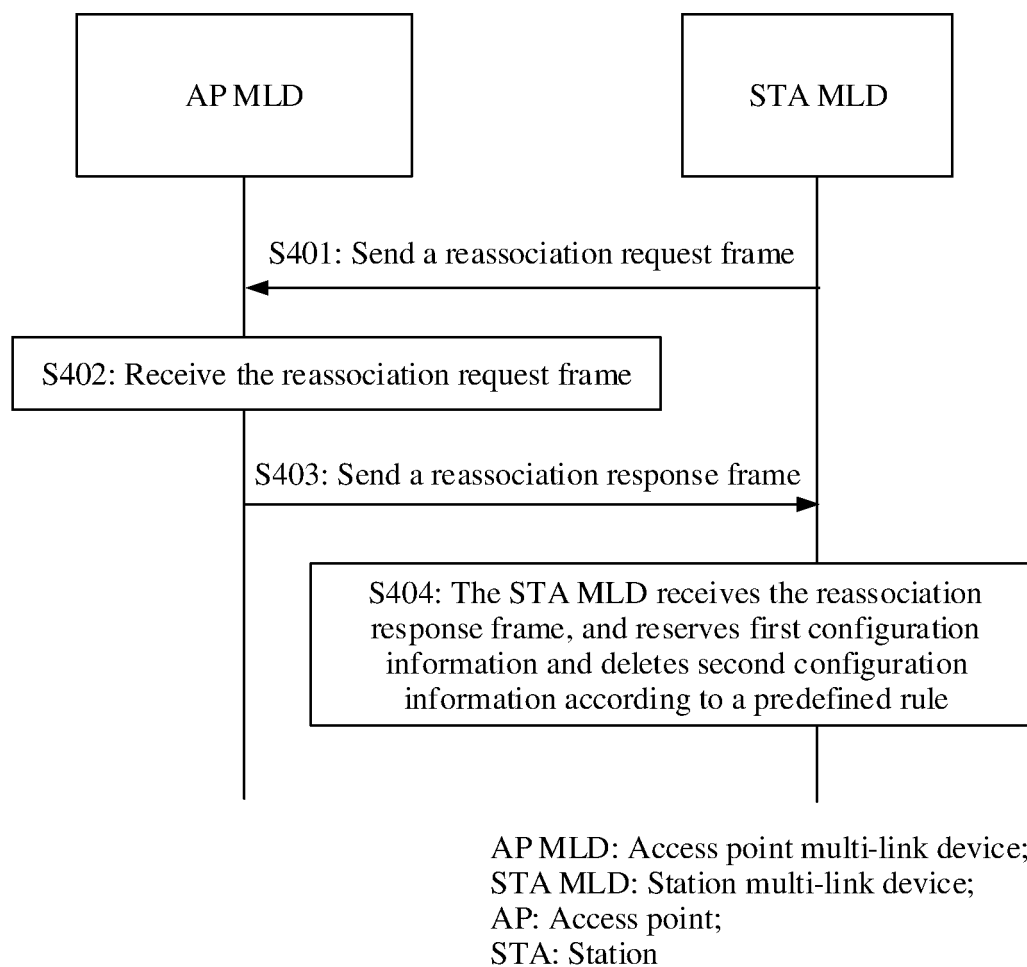 AP MLD
STA MLD
S401: Send a reassociation request frame
S402: Receive the reassociation request frame
S403: Send a reassociation response frame
S404: The STA MLD receives the reassociation
response frame, and reserves first configuration
information and deletes second configuration
information according to a predefined rule
AP MLD: Access point multi-link device;
STA MLD: Station multi-link device;
AP: Access point;
STA: Station